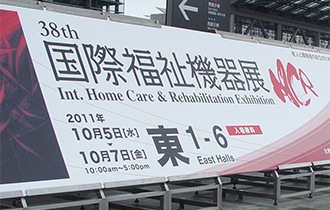 38th
国際福祉機器展
HCR
Int. Home Care & Rehabilitation Exhibition
2011年
10月5日(水)
10月7日(金)
10:00am~5:00pm
東1-6
入場無料
East Halls